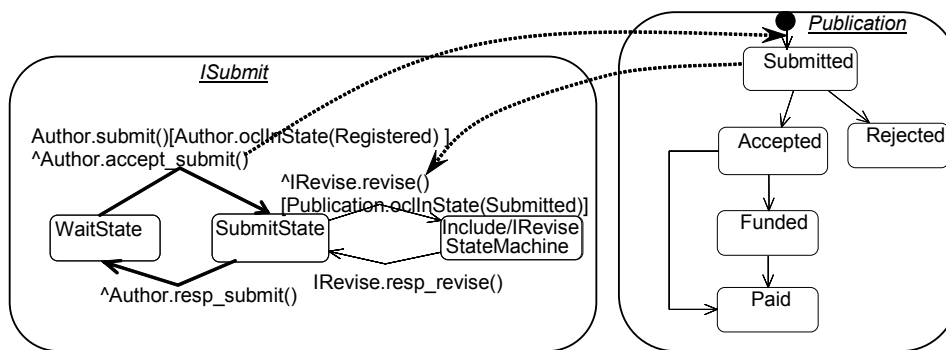 ISubmit
Author.submit()[Author.oclInState(Registered) ]
^Author.accept_submit()
^IRevise.revise()
[Publication.oclInState(Submitted)]
WaitState
SubmitState
Include/IRevise
StateMachine
^Author.resp_submit()
IRevise.resp_revise()
Publication
Submitted
Accepted
Rejected
Funded
Paid